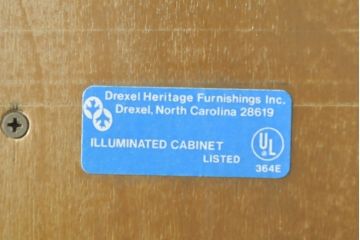 Drexel Heritage Furnishings Inc.
Drexel, North Carolina 28619
ILLUMINATED CABINET
LISTED
UL
364E